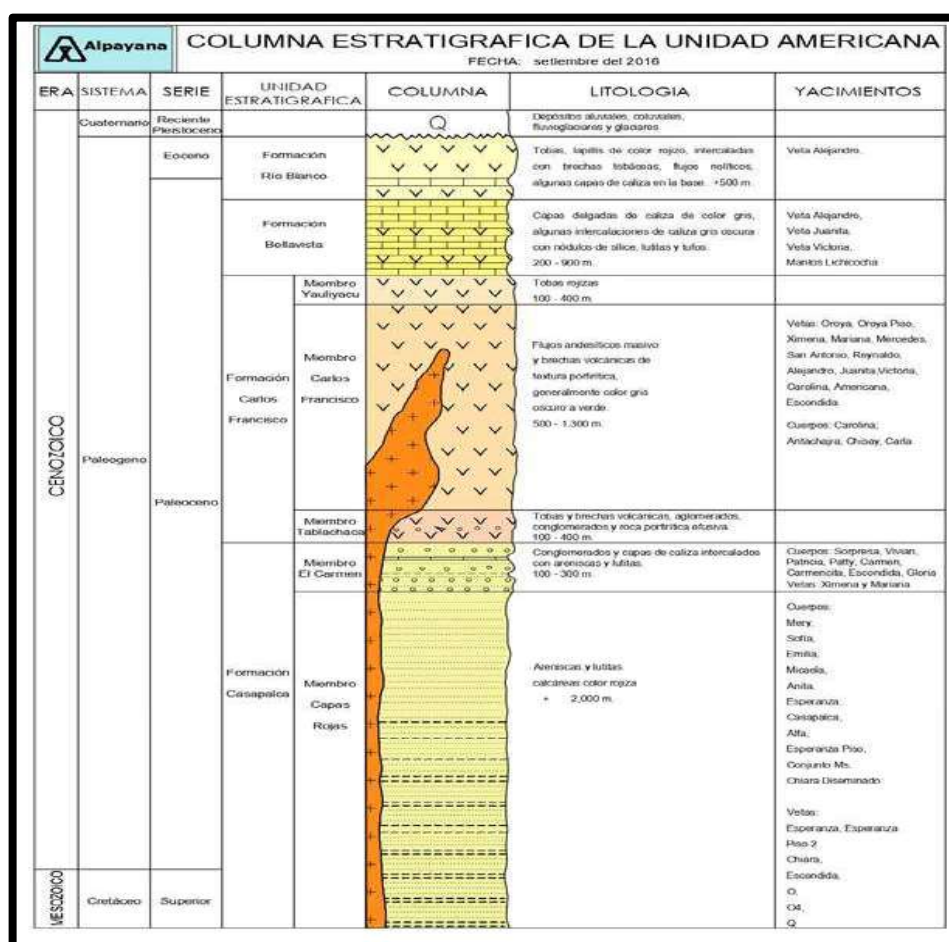 Alpayana
COLUMNA ESTRATIGRAFICA DE LA UNIDAD AMERICANA
FECHA: setiembre del 2016
ERA
SISTEMA
SERIE
UNIDAD
ESTRATIGRAFICA
COLUMNA
LITOLOGIA
YACIMIENTOS
Cuaternario
Reciente
Pleistoceno
Q
Depósitos aluviales, coluviales,
fluvioglaciares y glaciares
Eoceno
Formación
Río Blanco
Tobas, lapillis de color rojizo, intercaladas
con brechas tobáceas, flujos riolíticos,
algunas capas de caliza en la base. +500 m.
Veta Alejandro.
Formación
Bellavista
Capas delgadas de caliza de color gris,
algunas intercalaciones de caliza gris oscura
con nódulos de sílice, lutitas y tufos.
200 - 900 m.
Veta Alejandro,
Veta Juanita,
Veta Victoria,
Mantos Lichicocha
Miembro
Yauliyacu
Tobas rojizas
100 - 400 m.
Formación
Carlos
Francisco
Miembro
Carlos
Francisco
Flujos andesíticos masivo
y brechas volcánicas de
textura porfirítica,
generalmente color gris
oscuro a verde.
500 - 1.300 m.
Vetas: Oroya, Oroya Piso,
Ximena, Mariana, Mercedes,
San Antonio, Reynaldo,
Alejandro, Juanita,Victoria,
Carolina, Americana,
Escondida.
Cuerpos: Carolina;
Antachajra, Chisay, Carla
CENOZOICO
Paleogeno
Paleoceno
Miembro
Tablachaca
Tobas y brechas volcánicas, aglomerados,
conglomerados y roca porfirítica efusiva.
100 - 400 m.
Miembro
El Carmen
Conglomerados y capas de caliza intercalados
con areniscas y lutitas.
100 - 300 m.
Cuerpos: Sorpresa, Vivian,
Patricia, Patty, Carmen,
Carmencita, Escondida, Gloria
Vetas: Ximena y Mariana
Formación
Casapalca
Miembro
Capas
Rojas
Areniscas y lutitas
calcáreas color rojiza
+ 2,000 m.
Cuerpos:
Mery,
Sofía,
Emilia,
Micaela,
Anita,
Esperanza,
Casapalca,
Alfa,
Esperanza Piso,
Conjunto Ms.
Chiara Diseminado
Vetas:
Esperanza, Esperanza
Piso 2
Chiara,
Escondida,
O,
O4,
Q
MESOZOICO
Cretáceo
Superior